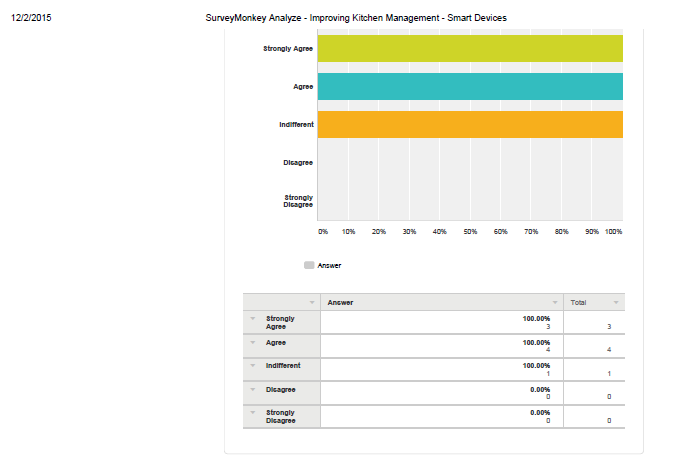 12/2/2015
SurveyMonkey Analyze - Improving Kitchen Management - Smart Devices
Strongly Agree
Agree
Indifferent
Disagree
Strongly
Disagree
0% 10% 20% 30% 40% 50% 60% 70% 80% 90% 100%
Answer
Answer Total
Strongly
Agree
100.00%
3 3
Agree
100.00%
4 4
Indifferent
100.00%
1 1
Disagree
0.00%
0 0
Strongly
Disagree
0.00%
0 0